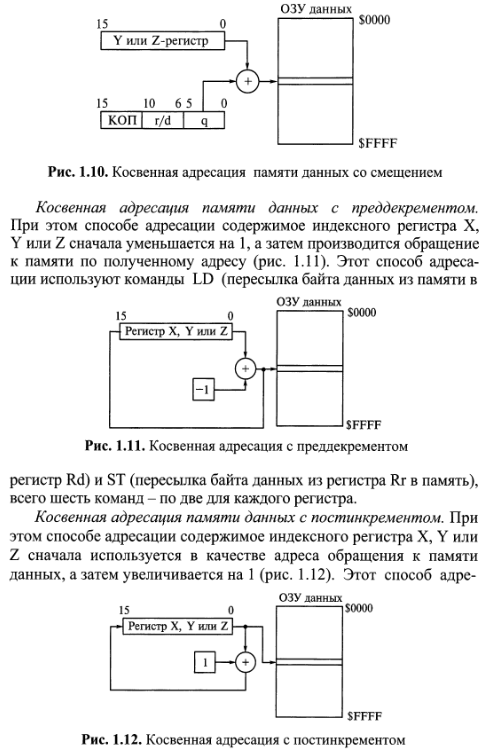 ОЗУ данных
15 0
$0000
Y или Z-регистр
+
15 10 6 5 0
КОП r/d q
$FFFF
Рис. 1.10. Косвенная адресация памяти данных со смещением
Косвенная адресация памяти данных с преддекрементом.
При этом способе адресации содержимое индексного регистра X,
Y или Z сначала уменьшается на 1, а затем производится обращение
к памяти по полученному адресу (рис. 1.11). Этот способ адреса-
ции используют команды LD (пересылка байта данных из памяти в
ОЗУ данных
15 0
$0000
Регистр X, Y или Z
+
−1
$FFFF
Рис. 1.11. Косвенная адресация с преддекрементом
регистр Rd) и ST (пересылка байта данных из регистра Rr в память),
всего шесть команд – по две для каждого регистра.
Косвенная адресация памяти данных с постинкрементом. При
этом способе адресации содержимое индексного регистра X, Y или
Z сначала используется в качестве адреса обращения к памяти
данных, а затем увеличивается на 1 (рис. 1.12). Этот способ адре-
ОЗУ данных
15 0
$0000
Регистр X, Y или Z
1
+
$FFFF
Рис. 1.12. Косвенная адресация с постинкрементом